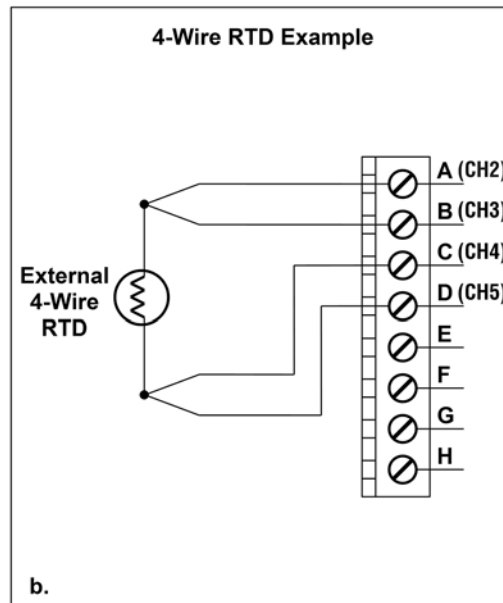 4-Wire RTD Example
A (CH2)
B (CH3)
C (CH4)
D (CH5)
E
F
G
H
External
4-Wire
RTD
b.